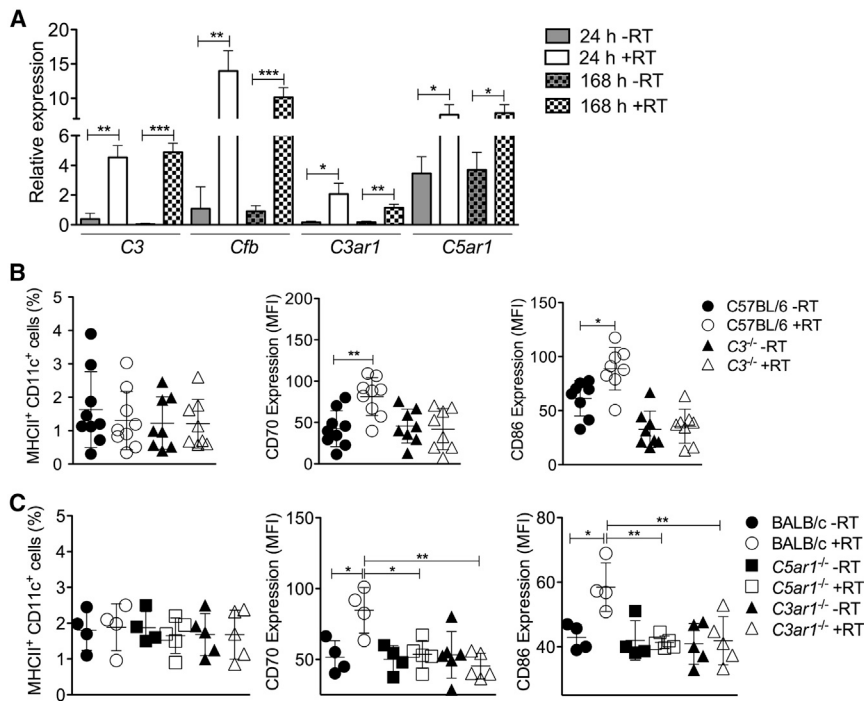 A
Relative expression
20
15
10
6
4
2
0
**
***
**
***
*
**
*
*
C3
Cfb
C3ar1
C5ar1
24 h -RT
24 h +RT
168 h -RT
168 h +RT
B
MHCII+ CD11c+ cells (%)
5
4
3
2
1
0
CD70 Expression (MFI)
200
150
100
50
0
**
CD86 Expression (MFI)
150
100
50
0
*
C57BL/6 -RT
C57BL/6 +RT
C3-/- -RT
C3-/- +RT
C
MHCII+ CD11c+ cells (%)
5
4
3
2
1
0
CD70 Expression (MFI)
150
100
50
*
*
**
CD86 Expression (MFI)
80
60
40
*
**
**
BALB/c -RT
BALB/c +RT
C5ar1-/- -RT
C5ar1-/- +RT
C3ar1-/- -RT
C3ar1-/- +RT